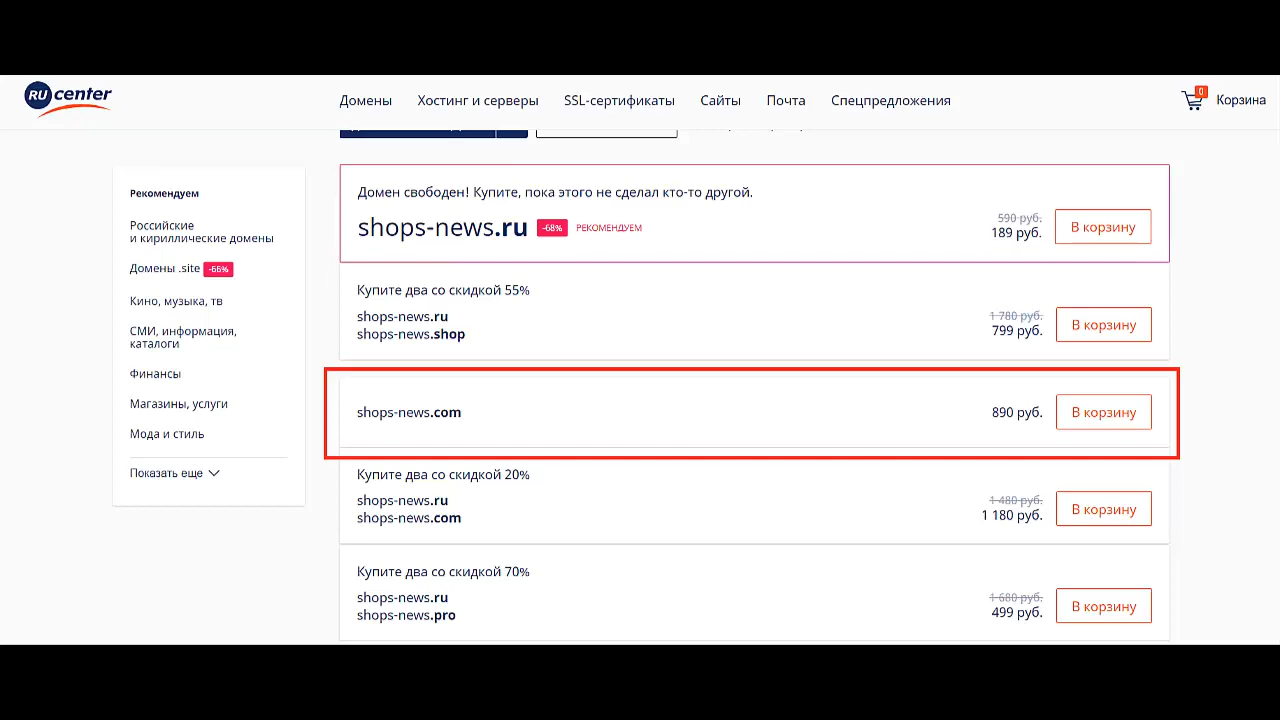 RU center
Домены
Хостинг и серверы
SSL-сертификаты
Сайты
Почта
Спецпредложения
0
Корзина
Рекомендуем
Российские
и кириллические домены
Домены .site -66%
Кино, музыка, тв
СМИ, информация,
каталоги
Финансы
Магазины, услуги
Мода и стиль
Показать еще
Домен свободен! Купите, пока этого не сделал кто-то другой.
shops-news.ru -68% РЕКОМЕНДУЕМ
590 руб.
189 руб.
В корзину
Купите два со скидкой 55%
shops-news.ru
shops-news.shop
1 780 руб.
799 руб.
В корзину
shops-news.com
890 руб.
В корзину
Купите два со скидкой 20%
shops-news.ru
shops-news.com
1 480 руб.
1 180 руб.
В корзину
Купите два со скидкой 70%
shops-news.ru
shops-news.pro
1 680 руб.
499 руб.
В корзину